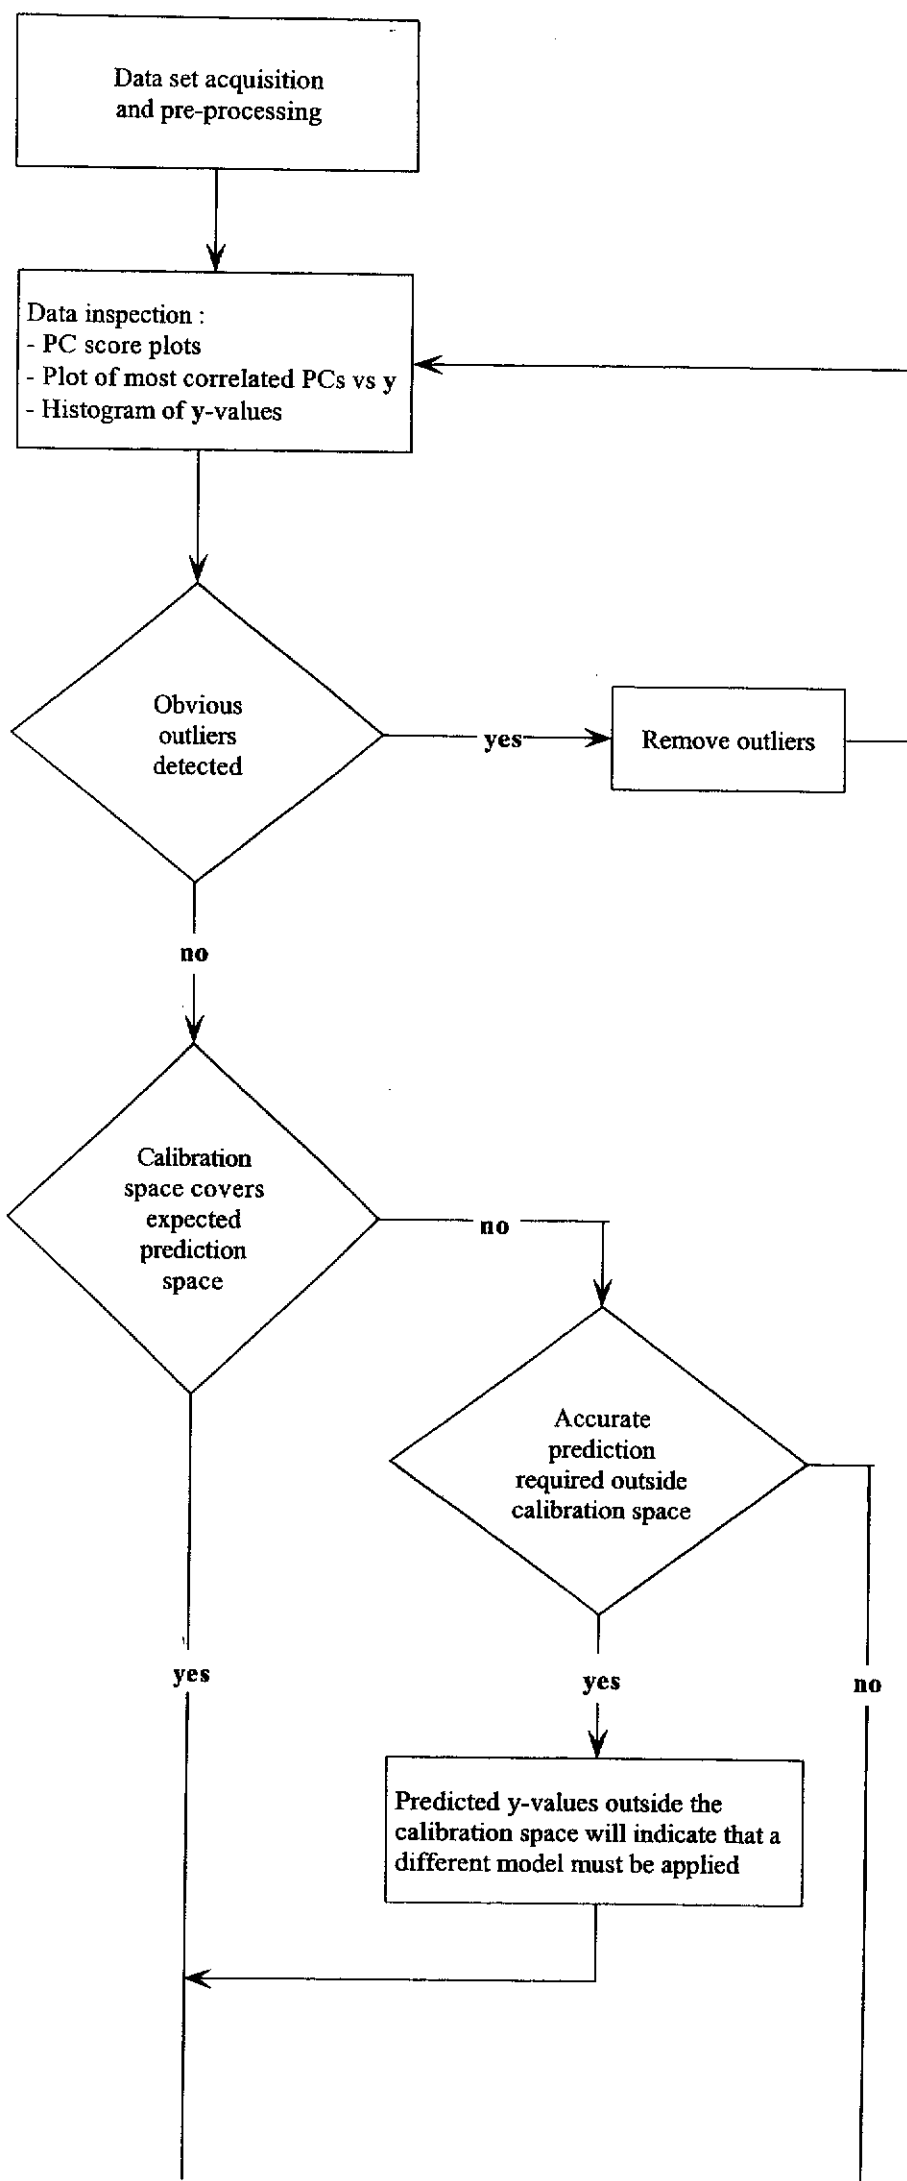 Data set acquisition
and pre-processing
Data inspection :
- PC score plots
- Plot of most correlated PCs vs y
- Histogram of y-values
Obvious
outliers
detected
yes
Remove outliers
no
Calibration
space covers
expected
prediction
space
no
Accurate
prediction
required outside
calibration space
yes
yes
no
Predicted y-values outside the
calibration space will indicate that a
different model must be applied